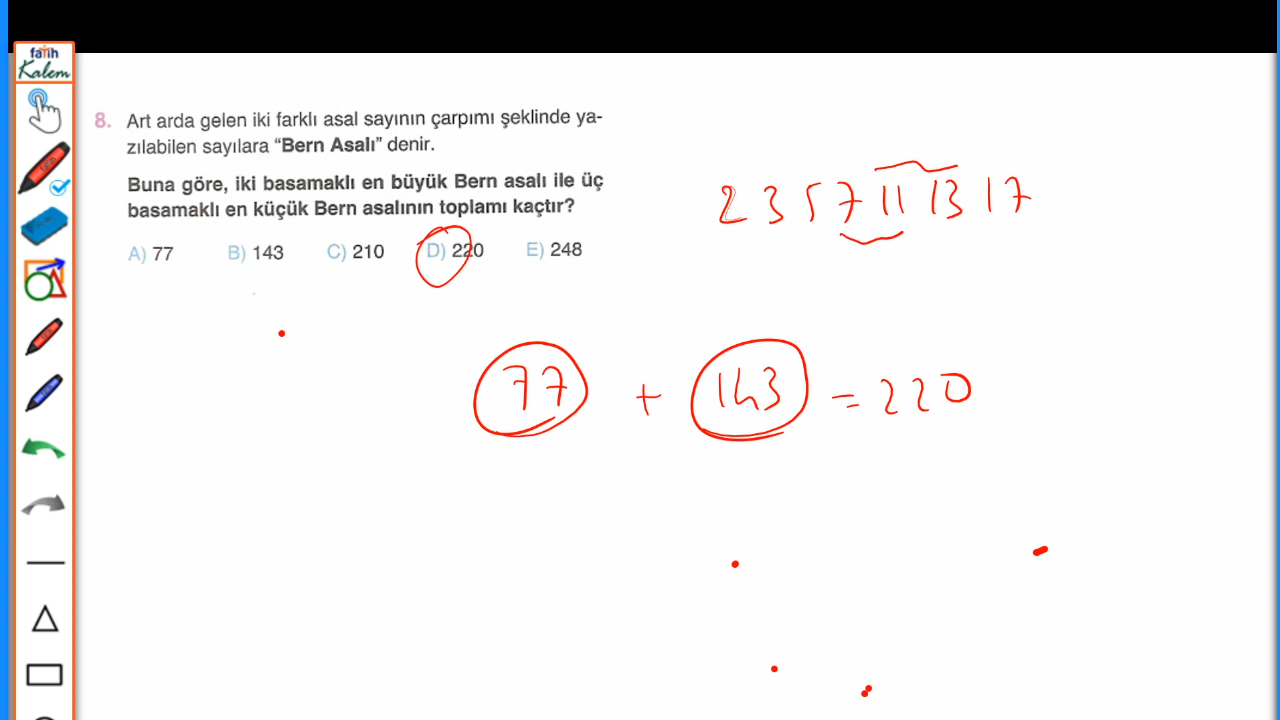 fatih
Kalem
8. Art arda gelen iki farklı asal sayının çarpımı şeklinde ya-
zılabilen sayılara “Bern Asalı” denir.
Buna göre, iki basamaklı en büyük Bern asalı ile üç
basamaklı en küçük Bern asalının toplamı kaçtır?
A) 77 B) 143 C) 210 D) 220 E) 248
2 3 5 7 11 13 17
77 + 143 = 220